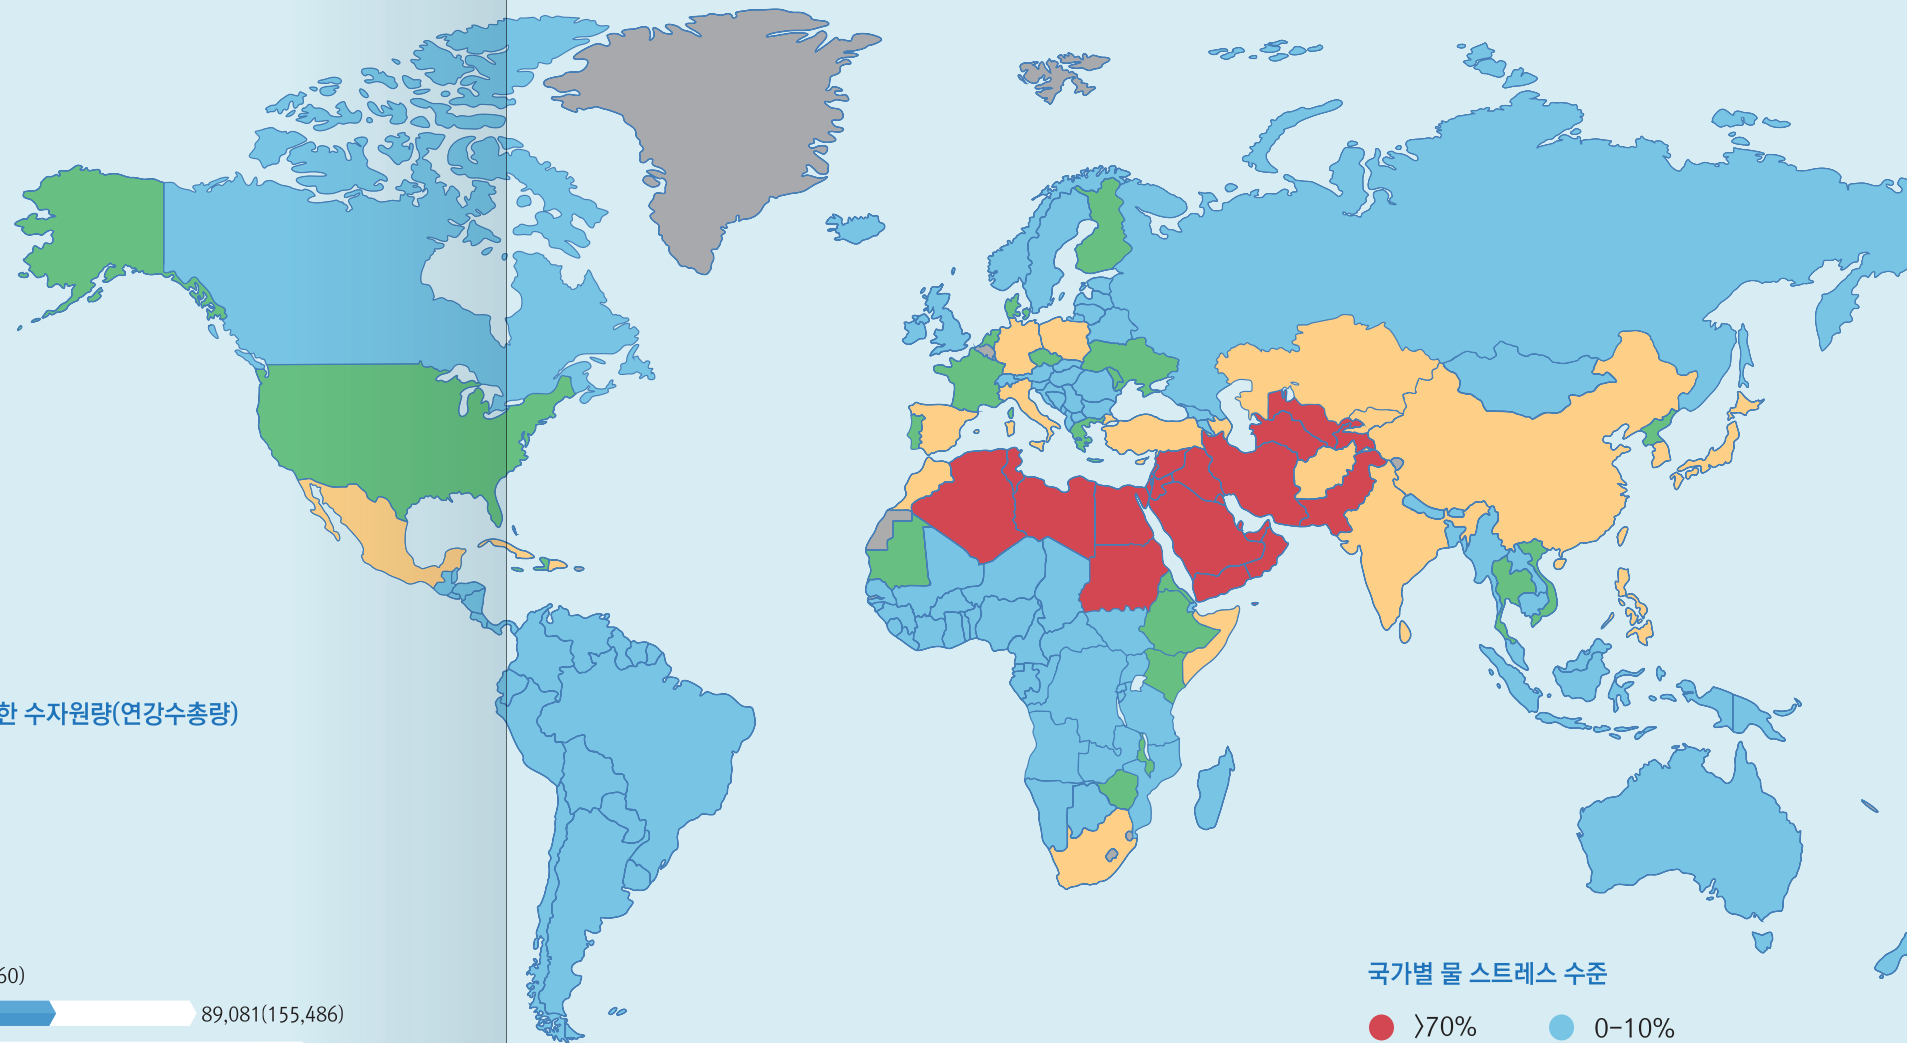 한 수자원량(연강수총량)
60)
89,081(155,486)
국가별 물 스트레스 수준
>70%
0-10%